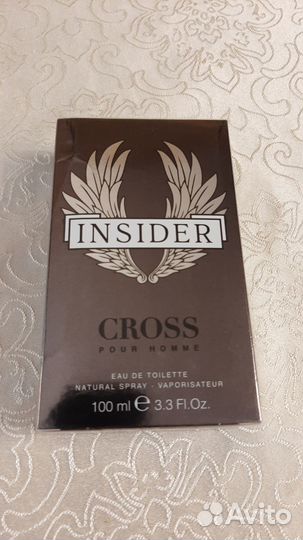 INSIDER
CROSS
POUR HOMME
EAU DE TOILETTE
NATURAL SPRAY - VAPORISATEUR
100 ml e 3.3 Fl.Oz.
Avito